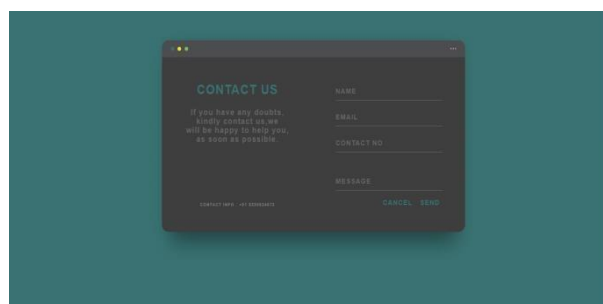 CONTACT US
If you have any doubts,
kindly contact us,we
will be happy to help you,
as soon as possible.
CONTACT INFO
NAME
EMAIL
CONTACT NO
MESSAGE
CANCEL SEND